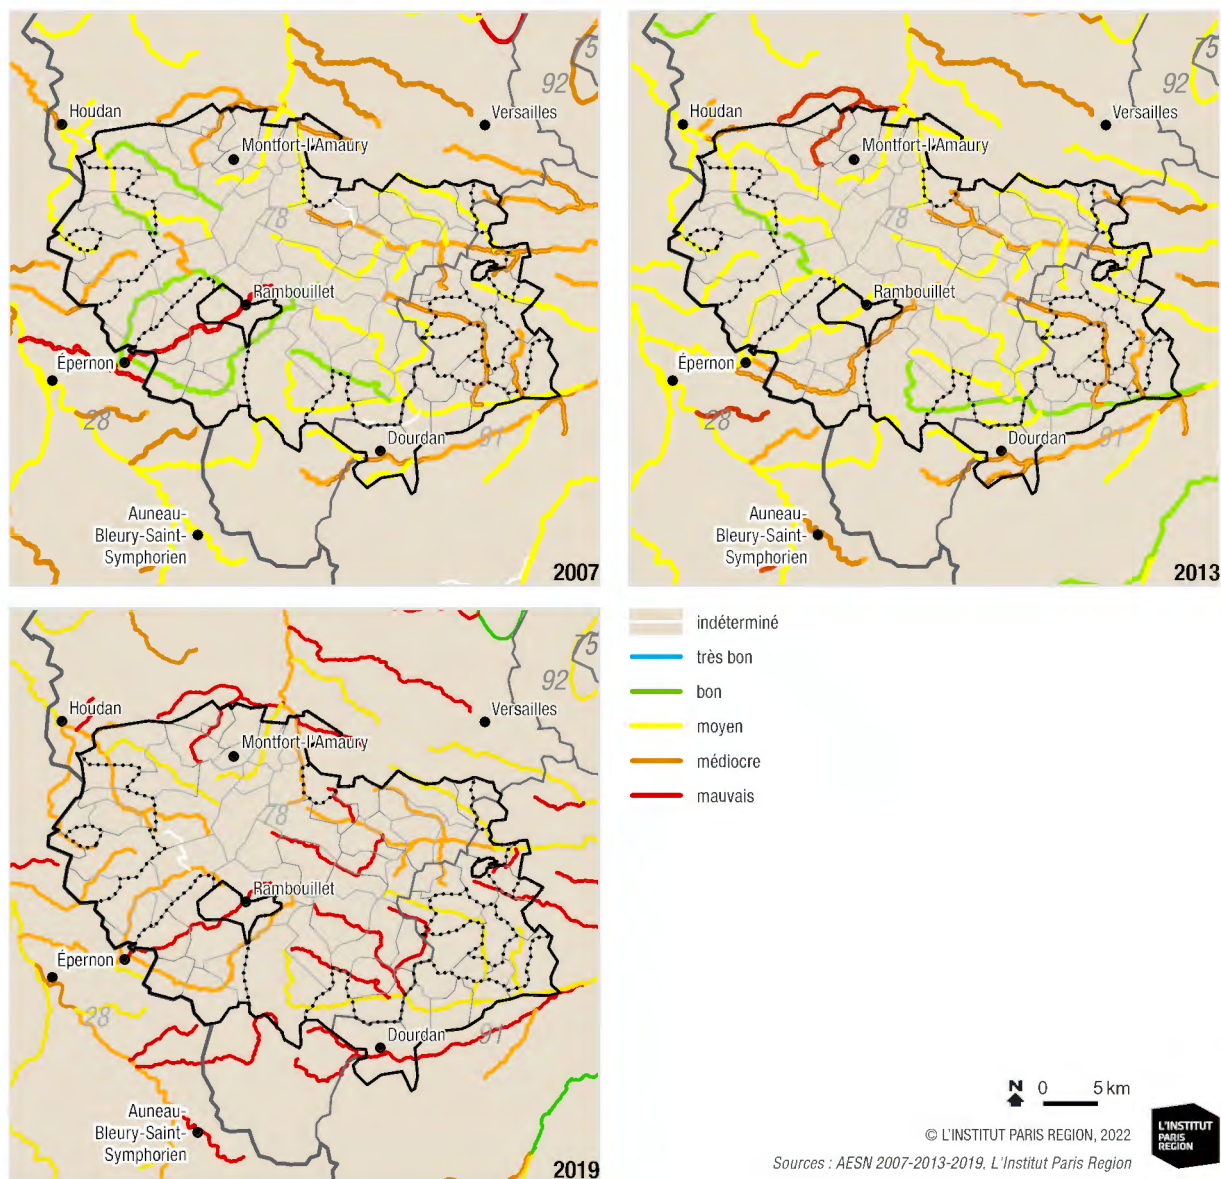 75
92
Houdan
Versailles
Montfort-l'Amaury
78
Rambouillet
Épernon
28
Dourdan
91
Auneau-
Bleury-Saint-
Symphorien
2007
75
92
Houdan
Versailles
Montfort-l'Amaury
78
Rambouillet
Épernon
28
Dourdan
91
Auneau-
Bleury-Saint-
Symphorien
2013
75
92
Houdan
Versailles
Montfort-l'Amaury
78
Rambouillet
Épernon
28
Dourdan
91
Auneau-
Bleury-Saint-
Symphorien
2019
indéterminé
très bon
bon
moyen
médiocre
mauvais
N 0 5 km
© L'INSTITUT PARIS REGION, 2022
Sources : AESN 2007-2013-2019, L'Institut Paris Region
L'INSTITUT
PARIS
REGION